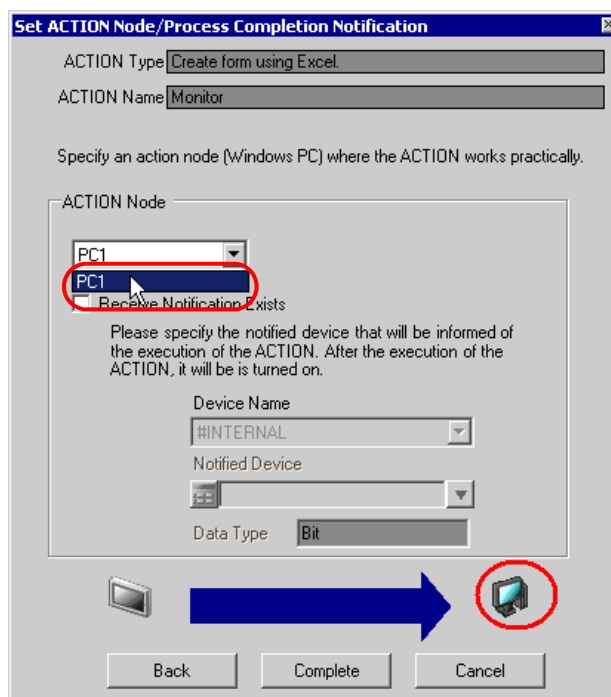 Set ACTION Node/Process Completion Notification
ACTION Type Create form using Excel.
ACTION Name Monitor
Specify an action node (Windows PC) where the ACTION works practically.
ACTION Node
PC1
PC1
Receive Notification Exists
Please specify the notified device that will be informed of
the execution of the ACTION. After the execution of the
ACTION, it will be is turned on.
Device Name
#INTERNAL
Notified Device
Data Type Bit
Back Complete Cancel